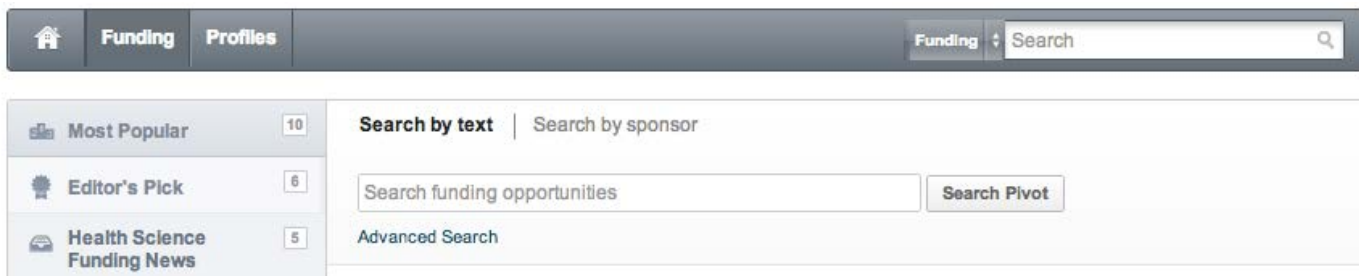 Funding Profiles Funding Search
Most Popular 10
Editor's Pick 6
Health Science 5
Funding News
Search by text | Search by sponsor
Search funding opportunities Search Pivot
Advanced Search